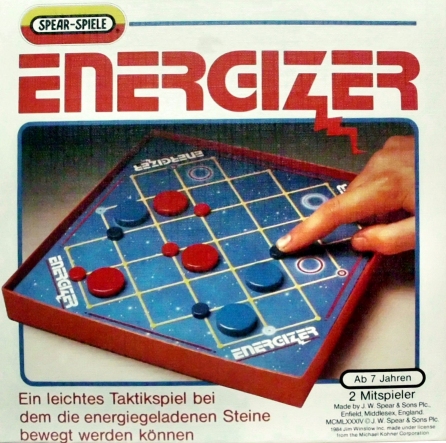 SPEAR-SPIELE
ENERGIZER
ENERGIZER
ENERGIZER
ENERGIZER
Ab 7 Jahren
2 Mitspieler
Made by J. W. Spear & Sons Plc.,
Enfield, Middlesex, England.
MCMLXXXIV © J. W. Spear & Sons Plc.
1984 Jim Winslow Inc. made under license
from the Michael Kohner Corporation
Ein leichtes Taktikspiel bei
dem die energiegeladenen Steine
bewegt werden können